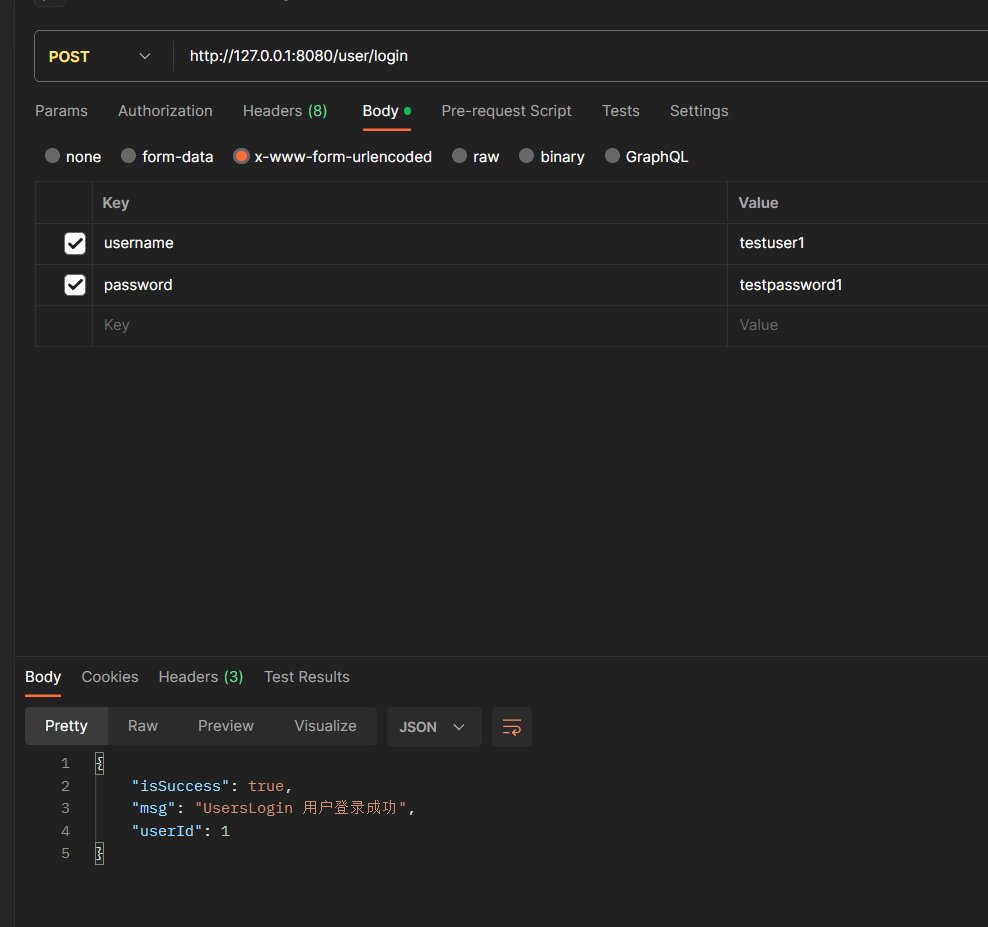 POST http://127.0.0.1:8080/user/login
Params Authorization Headers (8) Body Pre-request Script Tests Settings
none form-data x-www-form-urlencoded raw binary GraphQL
Key Value
username testuser1
password testpassword1
Key Value
Body Cookies Headers (3) Test Results
Pretty Raw Preview Visualize JSON
1 {
2 "isSuccess": true,
3 "msg": "UsersLogin 用户登录成功",
4 "userId": 1
5 }